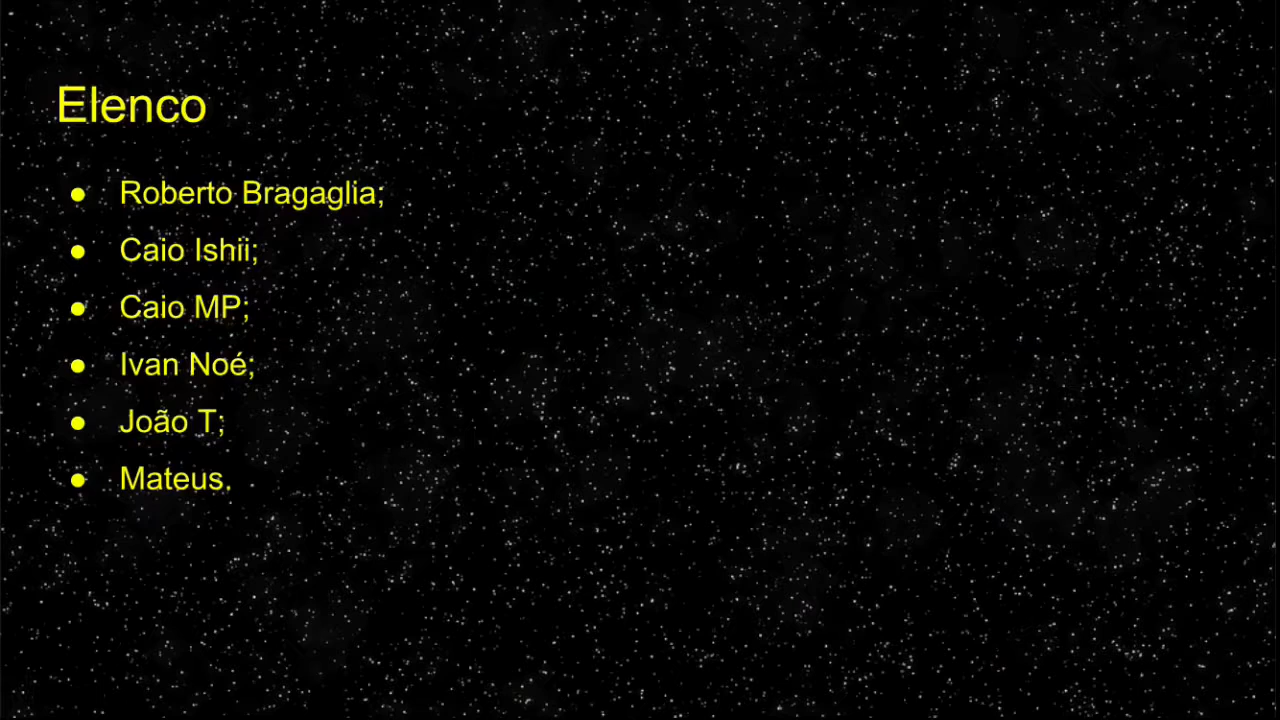 Elenco
● Roberto Bragaglia;
● Caio Ishii;
● Caio MP;
● Ivan Noé;
● João T;
● Mateus.